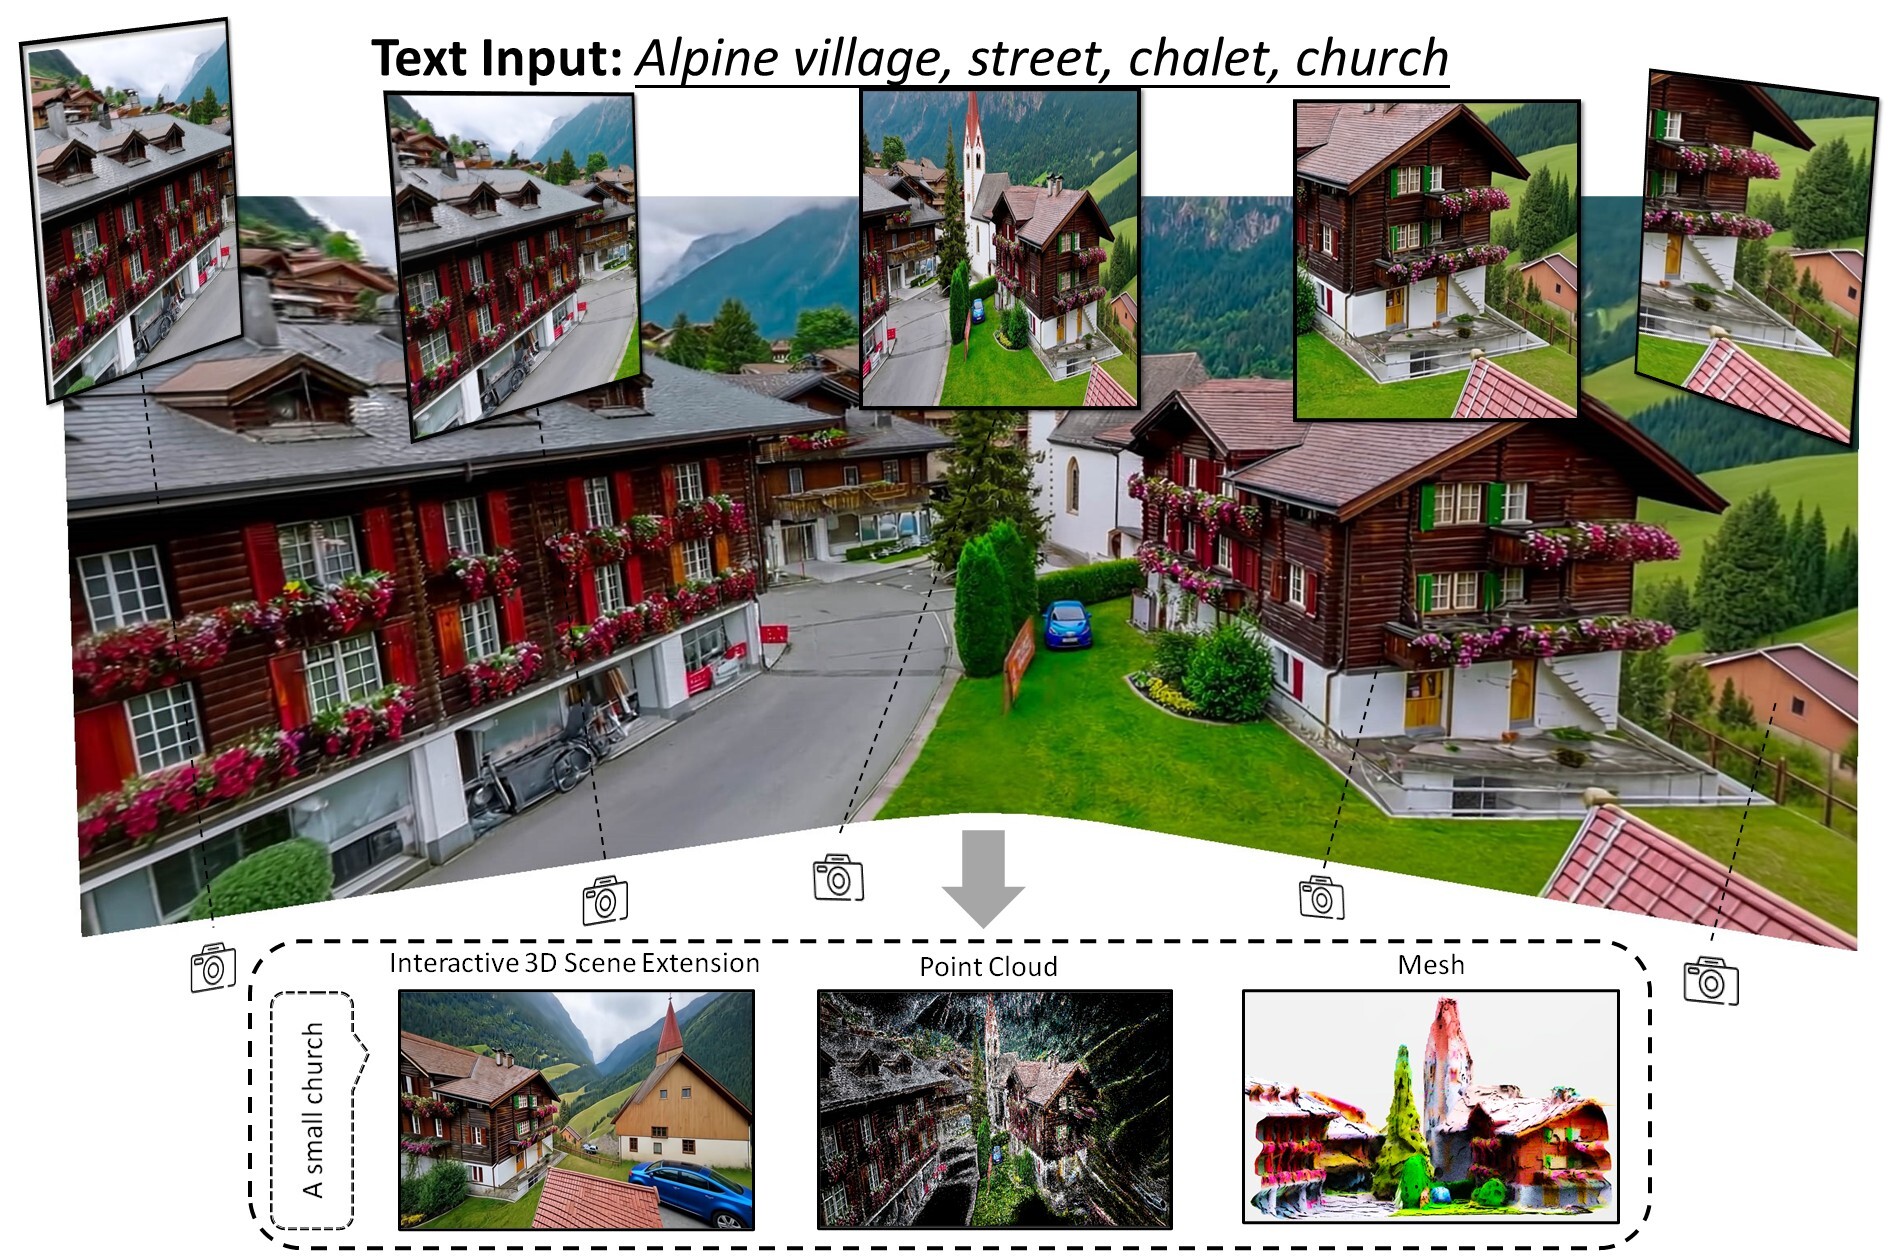 Text Input: Alpine village, street, chalet, church
Interactive 3D Scene Extension
Point Cloud
Mesh
A small church